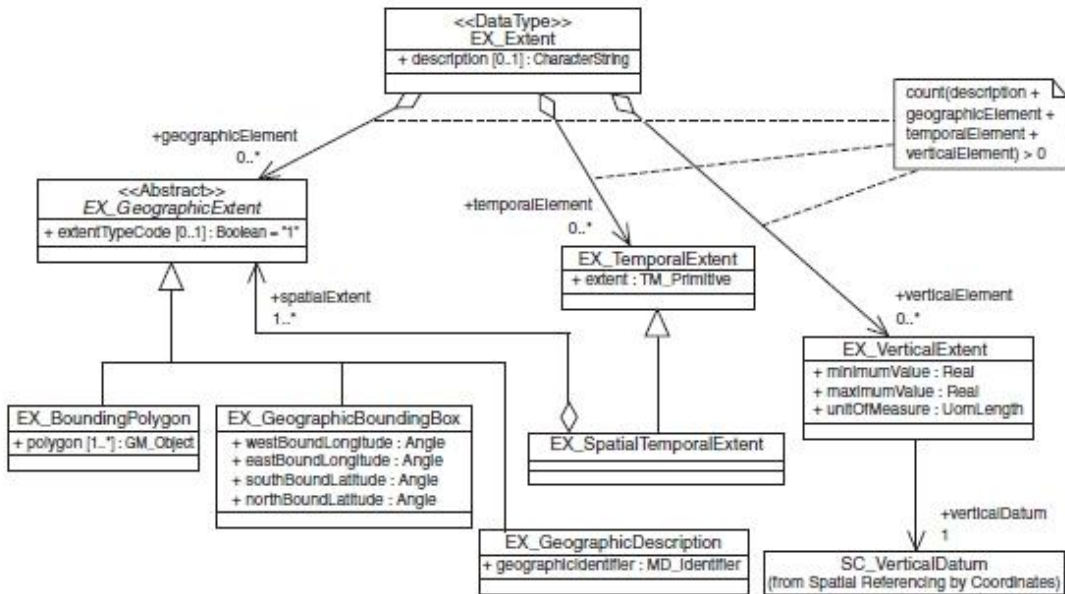 <<DataType>>
EX_Extent
+ description [0..1] : CharacterString
count(description +
geographicElement +
temporalElement +
verticalElement) > 0
+geographicElement
0..*
<<Abstract>>
EX_GeographicExtent
+ extentTypeCode [0..1] : Boolean = "1"
+temporalElement
0..*
EX_TemporalExtent
+ extent : TM_Primitive
+spatialExtent
1..*
+verticalElement
0..*
EX_VerticalExtent
+ minimumValue : Real
+ maximumValue : Real
+ unitOfMeasure : UomLength
EX_BoundingPolygon
+ polygon [1..*] : GM_Object
EX_GeographicBoundingBox
+ westBoundLongitude : Angle
+ eastBoundLongitude : Angle
+ southBoundLatitude : Angle
+ northBoundLatitude : Angle
EX_SpatialTemporalExtent
EX_GeographicDescription
+ geographicIdentifier : MD_Identifier
+verticalDatum
1
SC_VerticalDatum
(from Spatial Referencing by Coordinates)